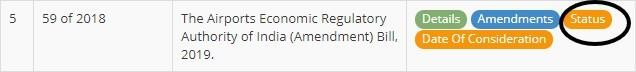 5 59 of 2018 The Airports Economic Regulatory Details Amendments Status
Authority of India (Amendment) Bill, Date Of Consideration
2019.